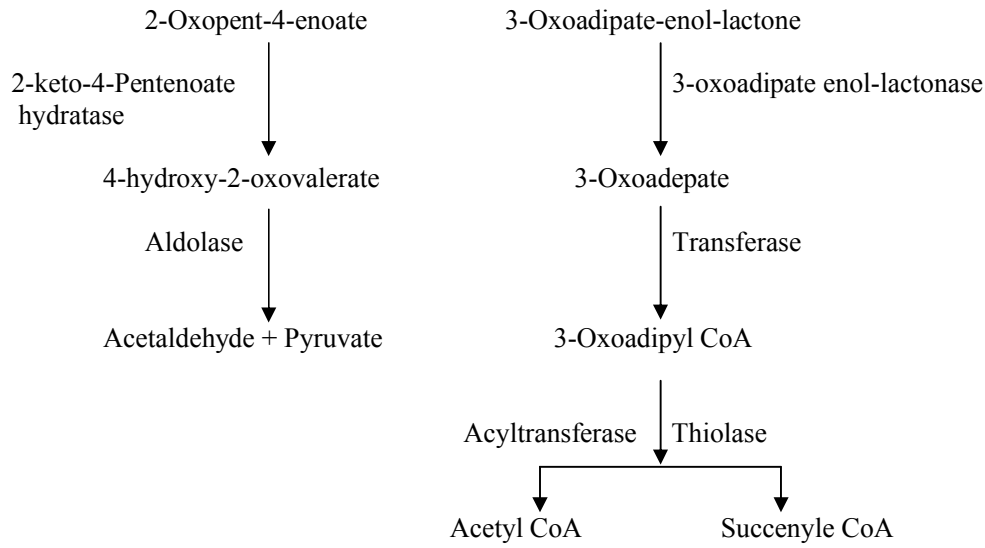 2-Oxopent-4-enoate
3-Oxoadipate-enol-lactone
2-keto-4-Pentenoate
hydratase
3-oxoadipate enol-lactonase
4-hydroxy-2-oxovalerate
3-Oxoadepate
Aldolase
Transferase
Acetaldehyde + Pyruvate
3-Oxoadipyl CoA
Acyltransferase
Thiolase
Acetyl CoA
Succenyle CoA